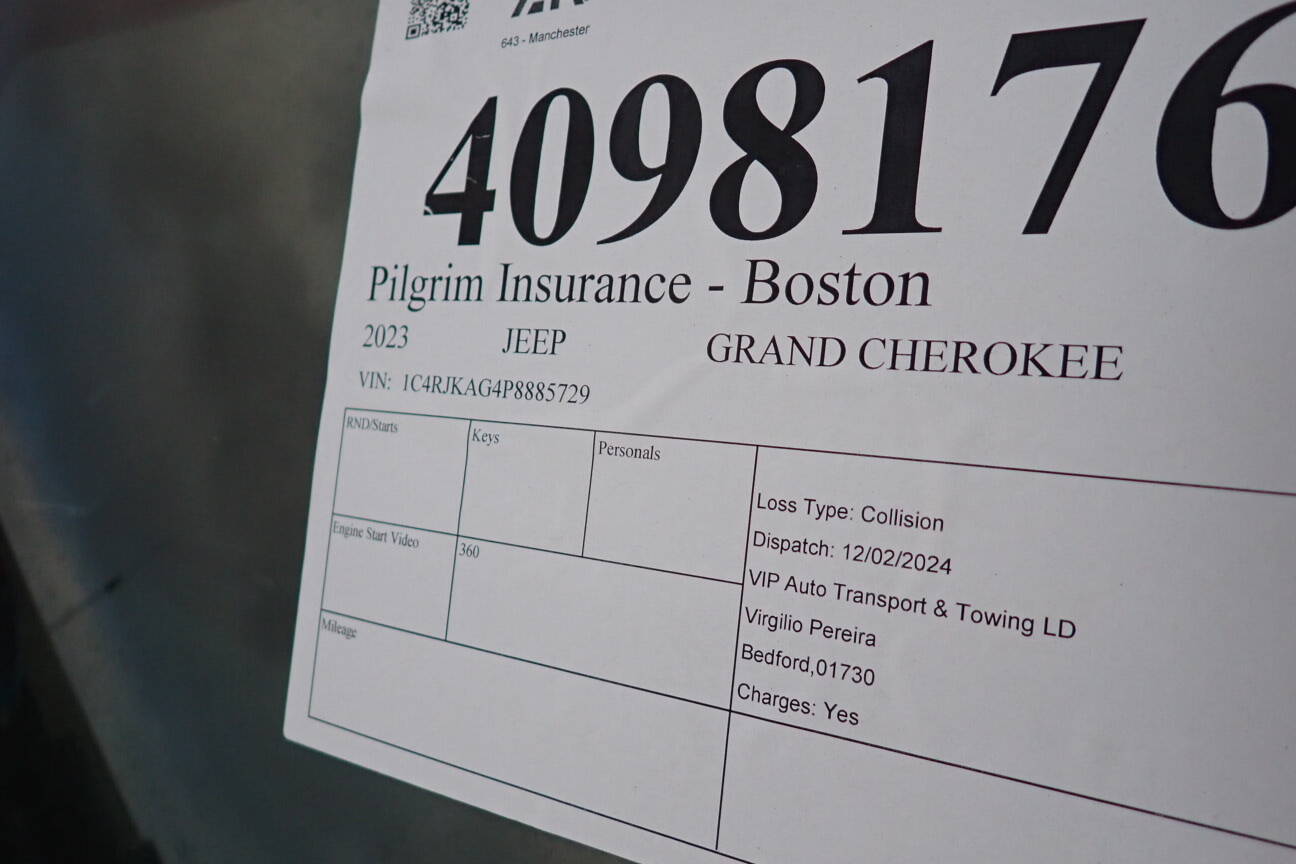 643 - Manchester
4098176
Pilgrim Insurance - Boston
2023 JEEP GRAND CHEROKEE
VIN: 1C4RJKAG4P8885729
RND/Starts Keys Personals
Loss Type: Collision
Dispatch: 12/02/2024
VIP Auto Transport & Towing LD
Virgilio Pereira
Bedford,01730
Charges: Yes
Engine Start Video 360
Mileage